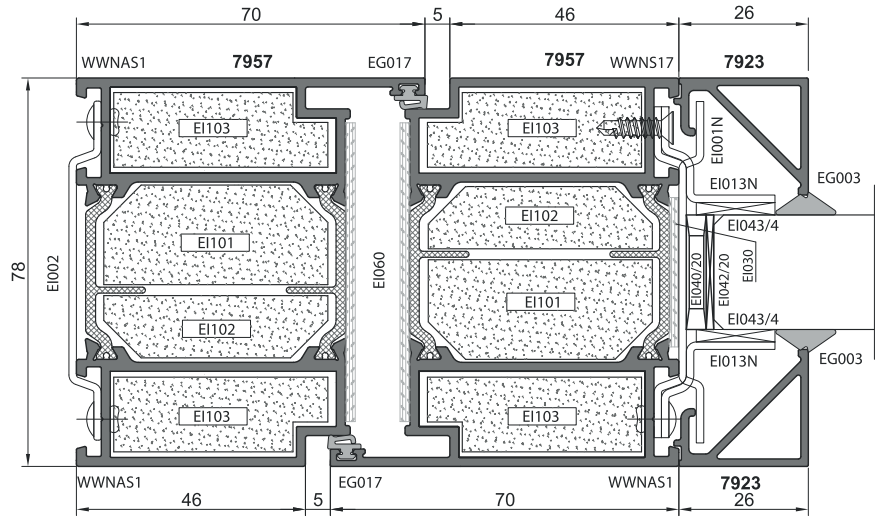 70 5 46 26
WWNAS1 7957 EG017 7957 WWNS17 7923
EI103 EI103
EI001N
EI013N EG003
EI102 EI043/4
EI101
78 EI002 EI060 EI040/20 EI042/20 EI030
EI101
EI102 EI043/4
EI013N EG003
EI103 EI103
WWNAS1 EG017 WWNAS1 7923
46 5 70 26